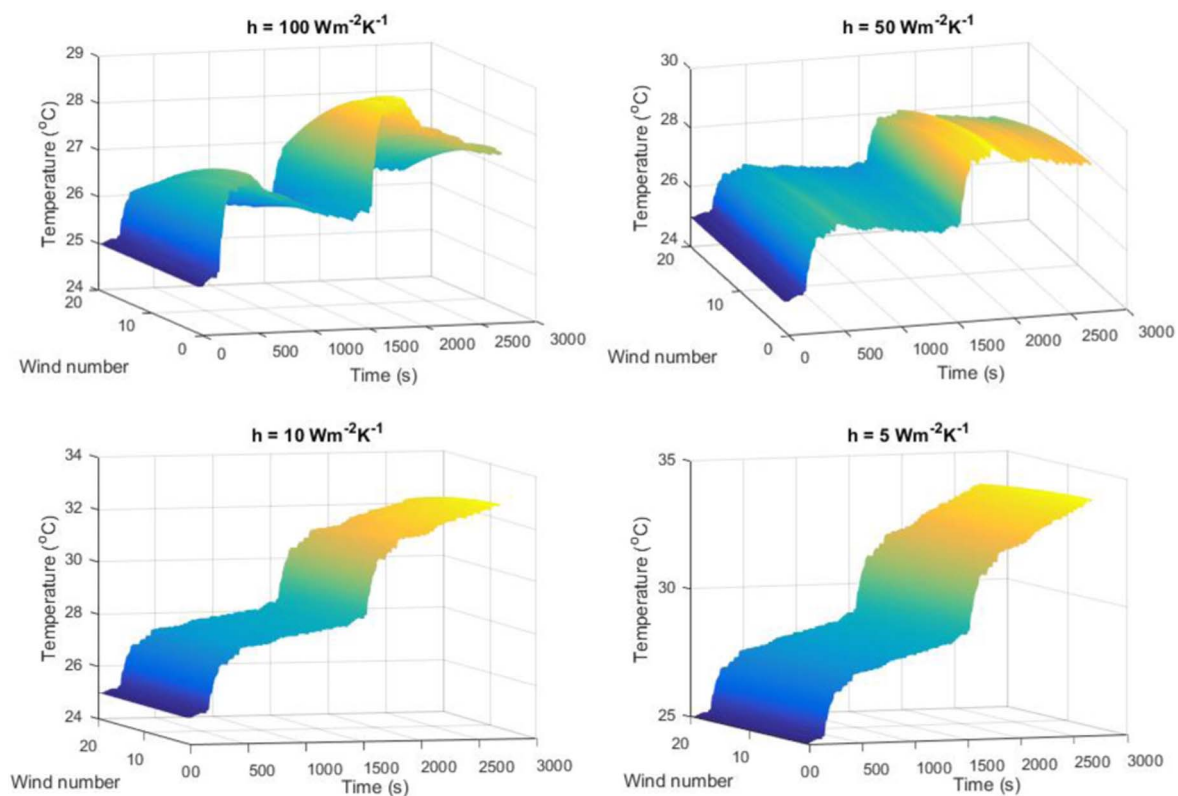 h = 100 Wm⁻²K⁻¹
29
28
27
26
25
24
Temperature (°C)
20
10
0
Wind number
0 500 1000 1500 2000 2500 3000
Time (s)
h = 50 Wm⁻²K⁻¹
30
28
26
24
Temperature (°C)
20
10
0
Wind number
0 500 1000 1500 2000 2500 3000
Time (s)
h = 10 Wm⁻²K⁻¹
34
32
30
28
26
24
Temperature (°C)
20
10
Wind number
00 500 1000 1500 2000 2500 3000
Time (s)
h = 5 Wm⁻²K⁻¹
35
30
25
Temperature (°C)
20
10
Wind number
00 500 1000 1500 2000 2500 3000
Time (s)